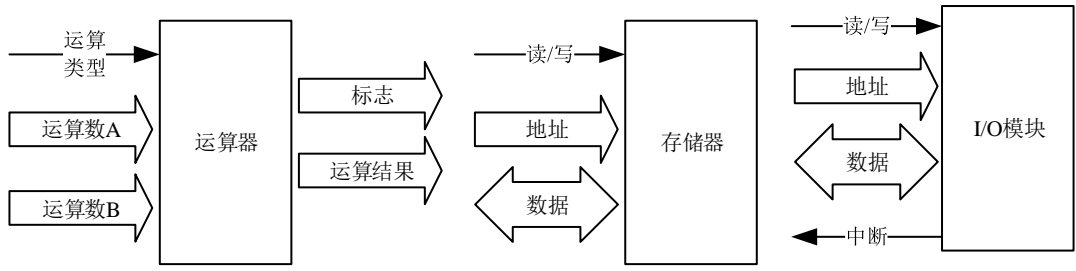 运算
类型
运算数A
运算数B
运算器
标志
运算结果
读/写
地址
数据
存储器
读/写
地址
数据
中断
I/O模块